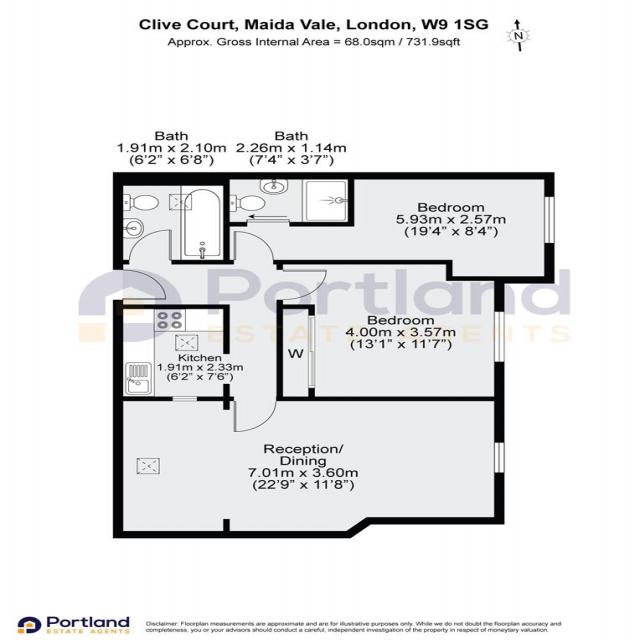 Clive Court, Maida Vale, London, W9 1SG
Approx. Gross Internal Area = 68.0sqm / 731.9sqft
N
Bath
1.91m x 2.10m
(6'2" x 6'8")
Bath
2.26m x 1.14m
(7'4" x 3'7")
Bedroom
5.93m x 2.57m
(19'4" x 8'4")
Portland
ESTATE AGENTS
Bedroom
4.00m x 3.57m
(13'1" x 11'7")
W
Kitchen
1.91m x 2.33m
(6'2" x 7'6")
Reception/
Dining
7.01m x 3.60m
(22'9" x 11'8")
Portland
ESTATE AGENTS
Disclaimer: Floorplan measurements are approximate and are for illustrative purposes only. While we do not doubt the floorplan accuracy and
completeness, you or your advisors should conduct a careful, independent investigation of the property in respect of monetary valuation.